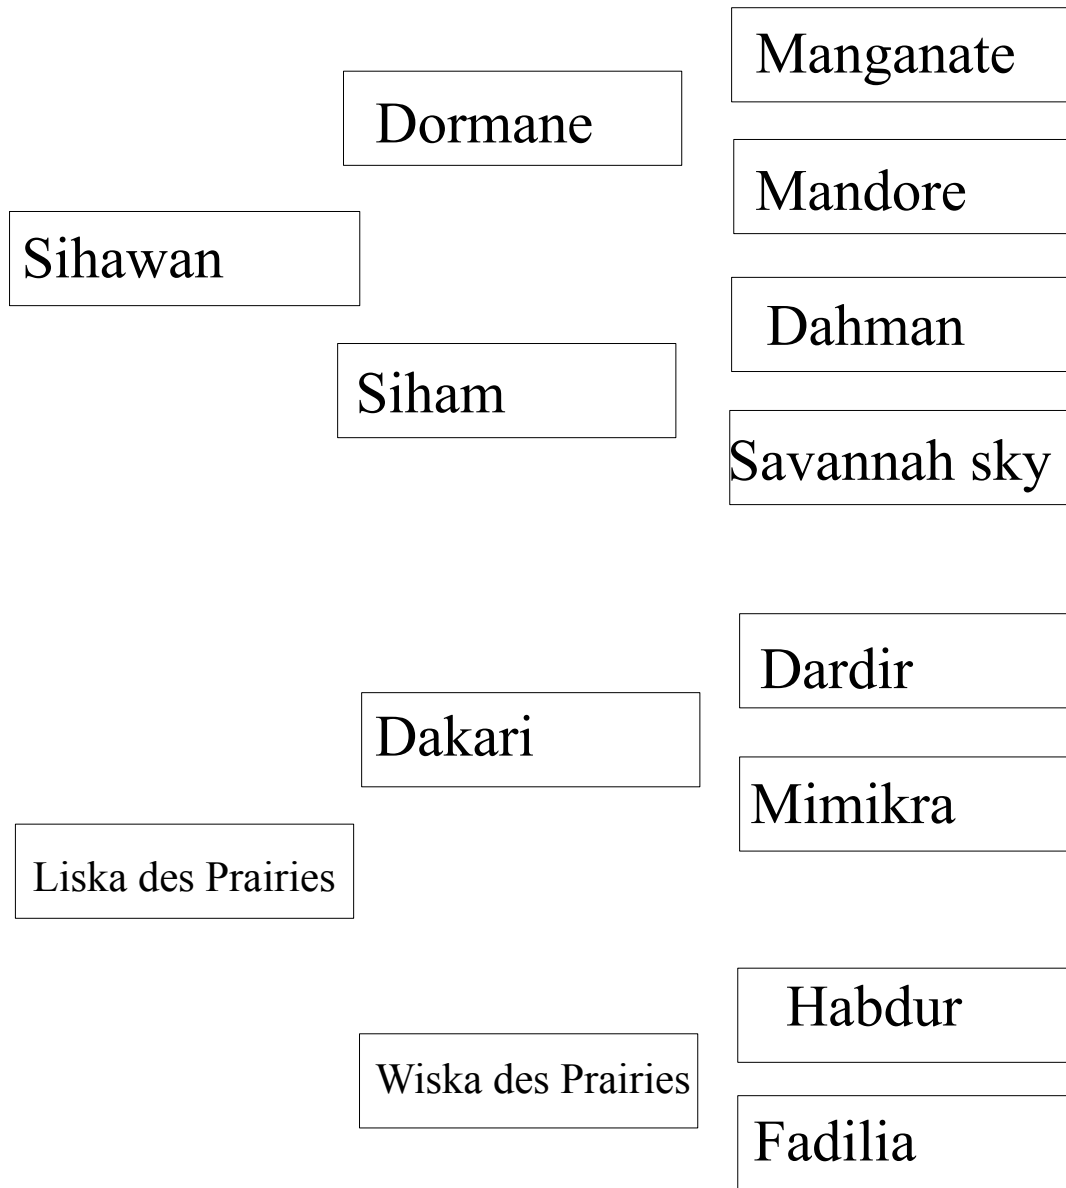 Manganate
Dormane
Mandore
Sihawan
Dahman
Siham
Savannah sky
Dardir
Dakari
Mimikra
Liska des Prairies
Habdur
Wiska des Prairies
Fadilia